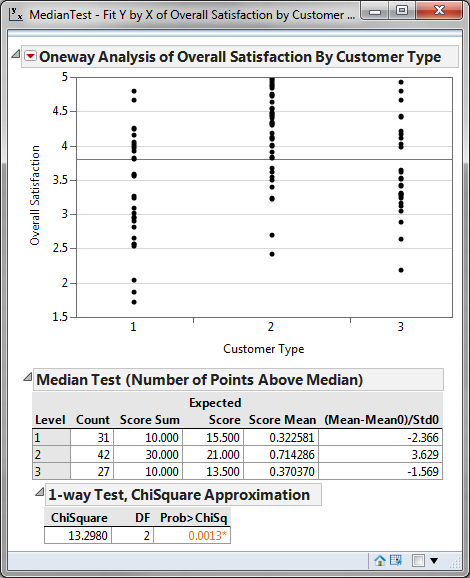 MedianTest - Fit Y by X of Overall Satisfaction by Customer ...
Oneway Analysis of Overall Satisfaction By Customer Type
5
4.5
4
3.5
3
2.5
2
1.5
Overall Satisfaction
1 2 3
Customer Type
Median Test (Number of Points Above Median)
Expected
Level Count Score Sum Score Score Mean (Mean-Mean0)/Std0
1 31 10.000 15.500 0.322581 -2.366
2 42 30.000 21.000 0.714286 3.629
3 27 10.000 13.500 0.370370 -1.569
1-way Test, ChiSquare Approximation
ChiSquare DF Prob>ChiSq
13.2980 2 0.0013*